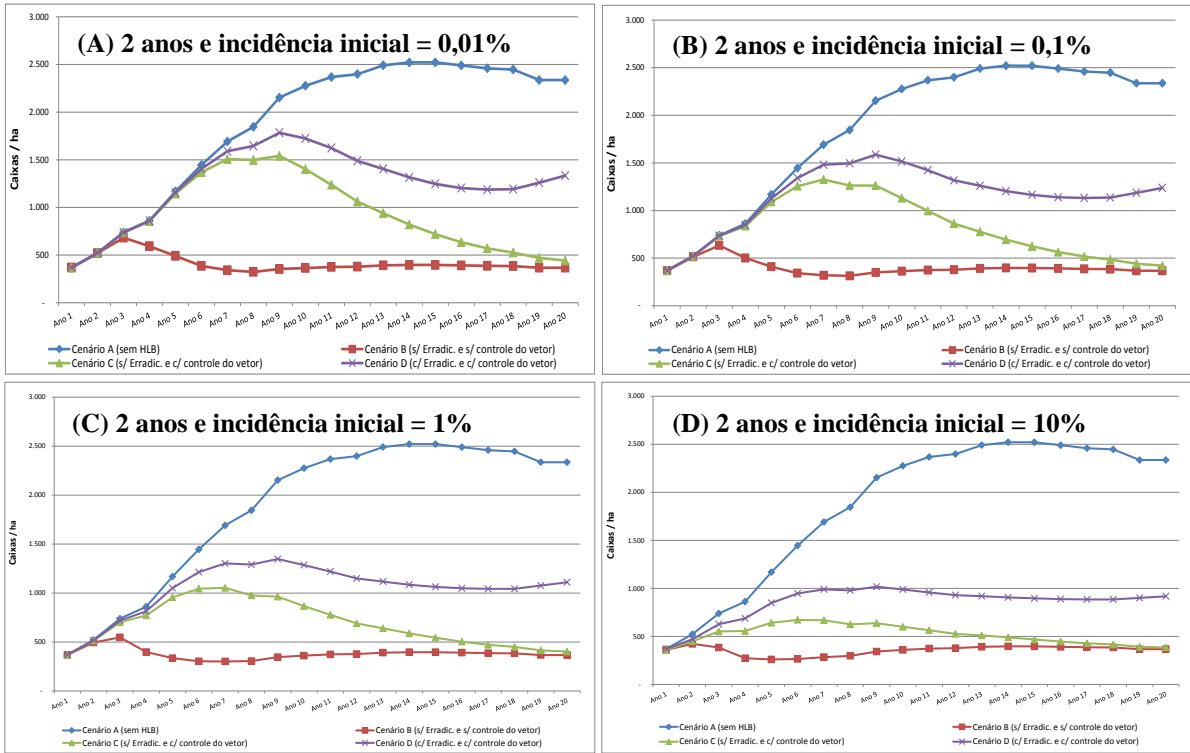 (A) 2 anos e incidência inicial = 0,01%
Caixas / ha
3.000
2.500
2.000
1.500
1.000
500
-
Ano 1 Ano 2 Ano 3 Ano 4 Ano 5 Ano 6 Ano 7 Ano 8 Ano 9 Ano 10 Ano 11 Ano 12 Ano 13 Ano 14 Ano 15 Ano 16 Ano 17 Ano 18 Ano 19 Ano 20
Cenário A (sem HLB) Cenário B (s/ Erradic. e s/ controle do vetor)
Cenário C (s/ Erradic. e c/ controle do vetor) Cenário D (c/ Erradic. e c/ controle do vetor)
(B) 2 anos e incidência inicial = 0,1%
Caixas / ha
3.000
2.500
2.000
1.500
1.000
500
-
Ano 1 Ano 2 Ano 3 Ano 4 Ano 5 Ano 6 Ano 7 Ano 8 Ano 9 Ano 10 Ano 11 Ano 12 Ano 13 Ano 14 Ano 15 Ano 16 Ano 17 Ano 18 Ano 19 Ano 20
Cenário A (sem HLB) Cenário B (s/ Erradic. e s/ controle do vetor)
Cenário C (s/ Erradic. e c/ controle do vetor) Cenário D (c/ Erradic. e c/ controle do vetor)
(C) 2 anos e incidência inicial = 1%
Caixas / ha
3.000
2.500
2.000
1.500
1.000
500
-
Ano 1 Ano 2 Ano 3 Ano 4 Ano 5 Ano 6 Ano 7 Ano 8 Ano 9 Ano 10 Ano 11 Ano 12 Ano 13 Ano 14 Ano 15 Ano 16 Ano 17 Ano 18 Ano 19 Ano 20
Cenário A (sem HLB) Cenário B (s/ Erradic. e s/ controle do vetor)
Cenário C (s/ Erradic. e c/ controle do vetor) Cenário D (c/ Erradic. e c/ controle do vetor)
(D) 2 anos e incidência inicial = 10%
Caixas / ha
3.000
2.500
2.000
1.500
1.000
500
-
Ano 1 Ano 2 Ano 3 Ano 4 Ano 5 Ano 6 Ano 7 Ano 8 Ano 9 Ano 10 Ano 11 Ano 12 Ano 13 Ano 14 Ano 15 Ano 16 Ano 17 Ano 18 Ano 19 Ano 20
Cenário A (sem HLB) Cenário B (s/ Erradic. e s/ controle do vetor)
Cenário C (s/ Erradic. e c/ controle do vetor) Cenário D (c/ Erradic. e c/ controle do vetor)